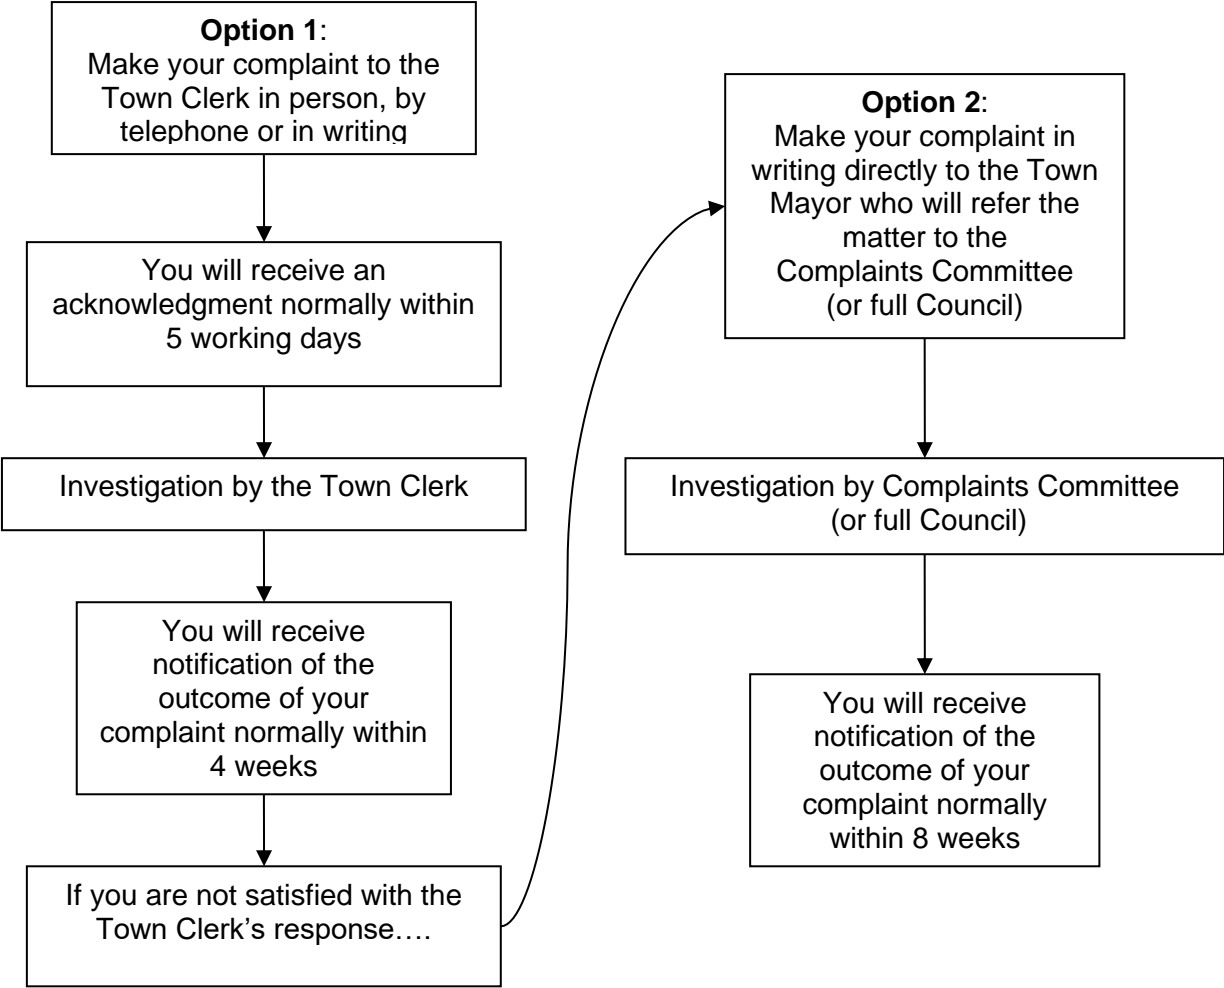 Option 1:
Make your complaint to the
Town Clerk in person, by
telephone or in writing
You will receive an
acknowledgment normally within
5 working days
Investigation by the Town Clerk
You will receive
notification of the
outcome of your
complaint normally within
4 weeks
If you are not satisfied with the
Town Clerk’s response….
Option 2:
Make your complaint in
writing directly to the Town
Mayor who will refer the
matter to the
Complaints Committee
(or full Council)
Investigation by Complaints Committee
(or full Council)
You will receive
notification of the
outcome of your
complaint normally
within 8 weeks